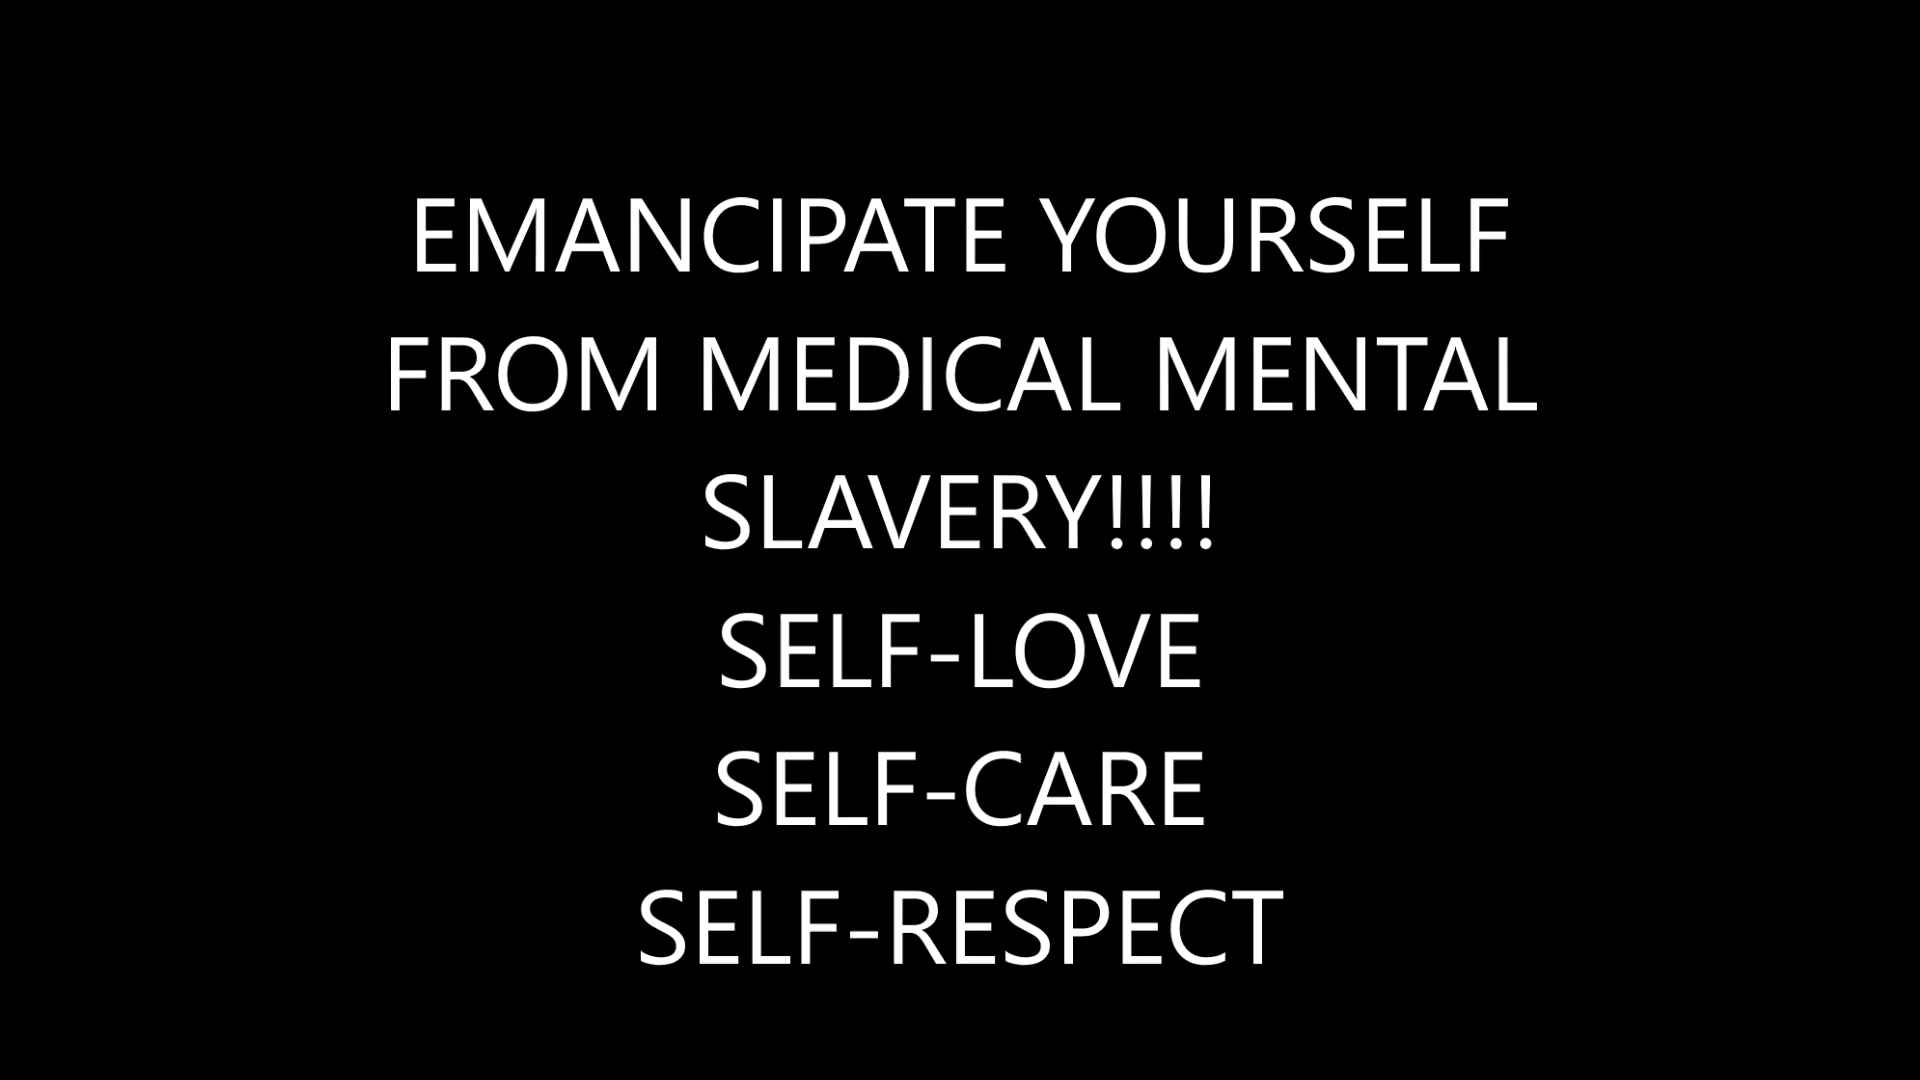 EMANCIPATE YOURSELF
FROM MEDICAL MENTAL
SLAVERY!!!!
SELF-LOVE
SELF-CARE
SELF-RESPECT